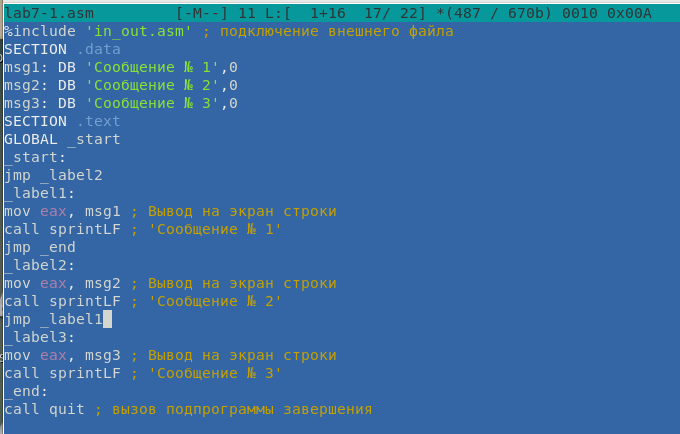 lab7-1.asm [-M--] 11 L:[ 1+16 17/ 22] *(487 / 670b) 0010 0x00A
%include 'in_out.asm' ; подключение внешнего файла
SECTION .data
msg1: DB 'Сообщение № 1',0
msg2: DB 'Сообщение № 2',0
msg3: DB 'Сообщение № 3',0
SECTION .text
GLOBAL _start
_start:
jmp _label2
_label1:
mov eax, msg1 ; Вывод на экран строки
call sprintLF ; 'Сообщение № 1'
jmp _end
_label2:
mov eax, msg2 ; Вывод на экран строки
call sprintLF ; 'Сообщение № 2'
jmp _label1
_label3:
mov eax, msg3 ; Вывод на экран строки
call sprintLF ; 'Сообщение № 3'
_end:
call quit ; вызов подпрограммы завершения